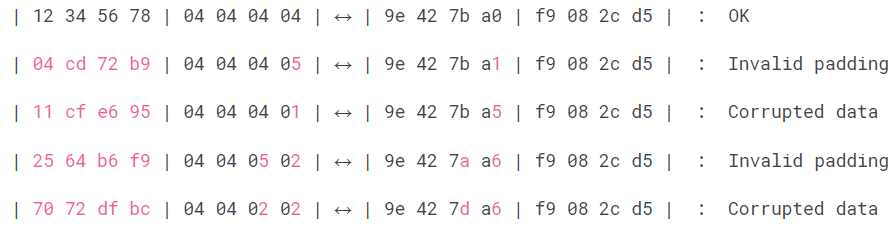 | 12 34 56 78 | 04 04 04 04 | ↔ | 9e 42 7b a0 | f9 08 2c d5 | : OK
| 04 cd 72 b9 | 04 04 04 05 | ↔ | 9e 42 7b a1 | f9 08 2c d5 | : Invalid padding
| 11 cf e6 95 | 04 04 04 01 | ↔ | 9e 42 7b a5 | f9 08 2c d5 | : Corrupted data
| 25 64 b6 f9 | 04 04 05 02 | ↔ | 9e 42 7a a6 | f9 08 2c d5 | : Invalid padding
| 70 72 df bc | 04 04 02 02 | ↔ | 9e 42 7d a6 | f9 08 2c d5 | : Corrupted data